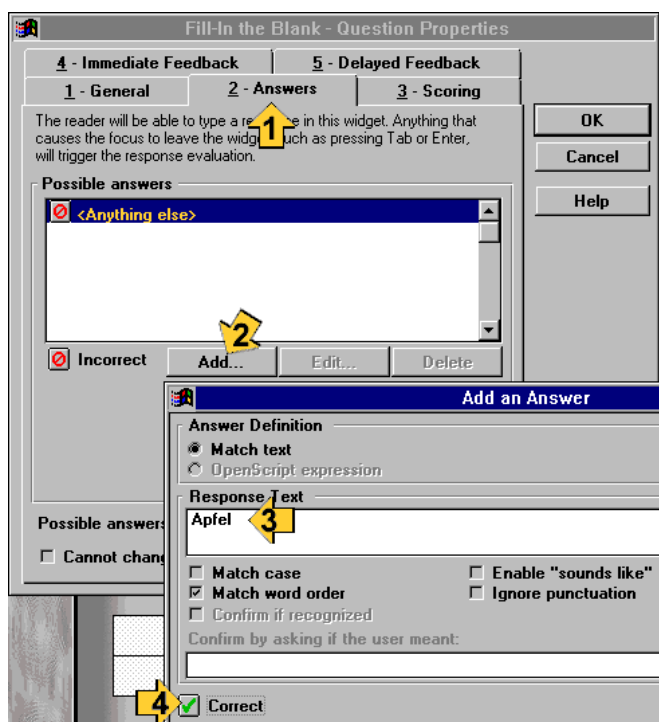 Fill-In the Blank - Question Properties
4 - Immediate Feedback
5 - Delayed Feedback
1 - General
2 - Answers
3 - Scoring
The reader will be able to type a in this widget. Anything that
causes the focus to leave the such as pressing Tab or Enter,
will trigger the response evaluation.
1
OK
Cancel
Help
Possible answers
<Anything else>
2
Incorrect
Add...
Edit...
Delete
Possible
Cannot
Add an Answer
Answer Definition
Match text
OpenScript expression
Response Text
Apfel
3
Match case
Enable "sounds like"
Match word order
Ignore punctuation
Confirm if recognized
Confirm by asking if the user meant:
4
Correct